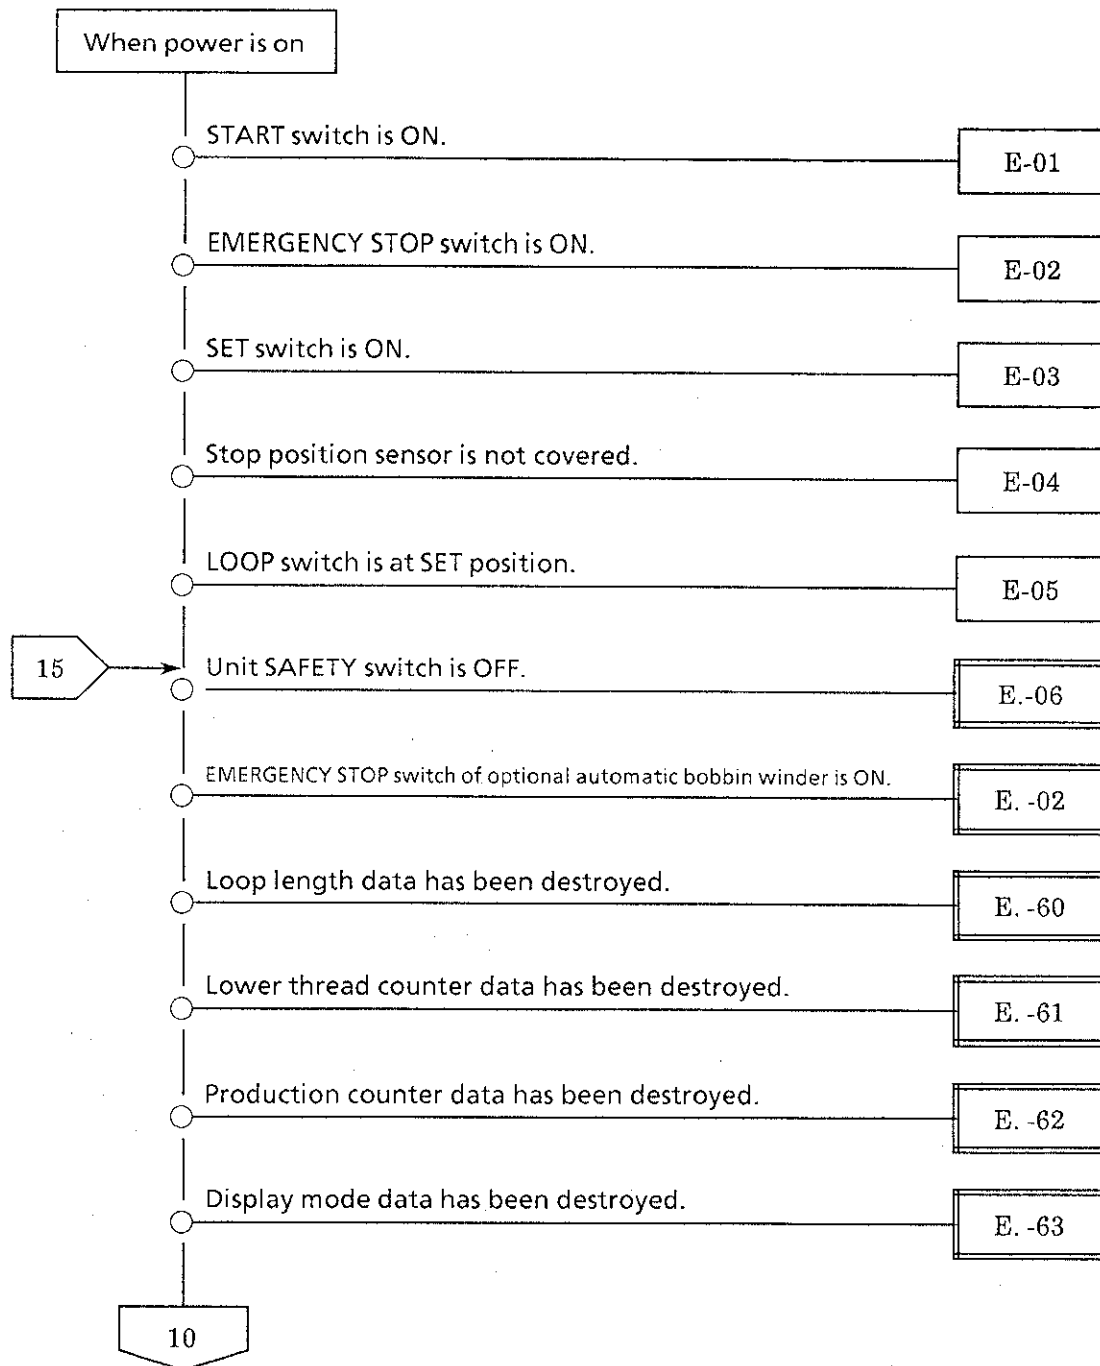 When power is on
START switch is ON.
E-01
EMERGENCY STOP switch is ON.
E-02
SET switch is ON.
E-03
Stop position sensor is not covered.
E-04
LOOP switch is at SET position.
E-05
15
Unit SAFETY switch is OFF.
E.-06
EMERGENCY STOP switch of optional automatic bobbin winder is ON.
E. -02
Loop length data has been destroyed.
E. -60
Lower thread counter data has been destroyed.
E. -61
Production counter data has been destroyed.
E. -62
Display mode data has been destroyed.
E. -63
10